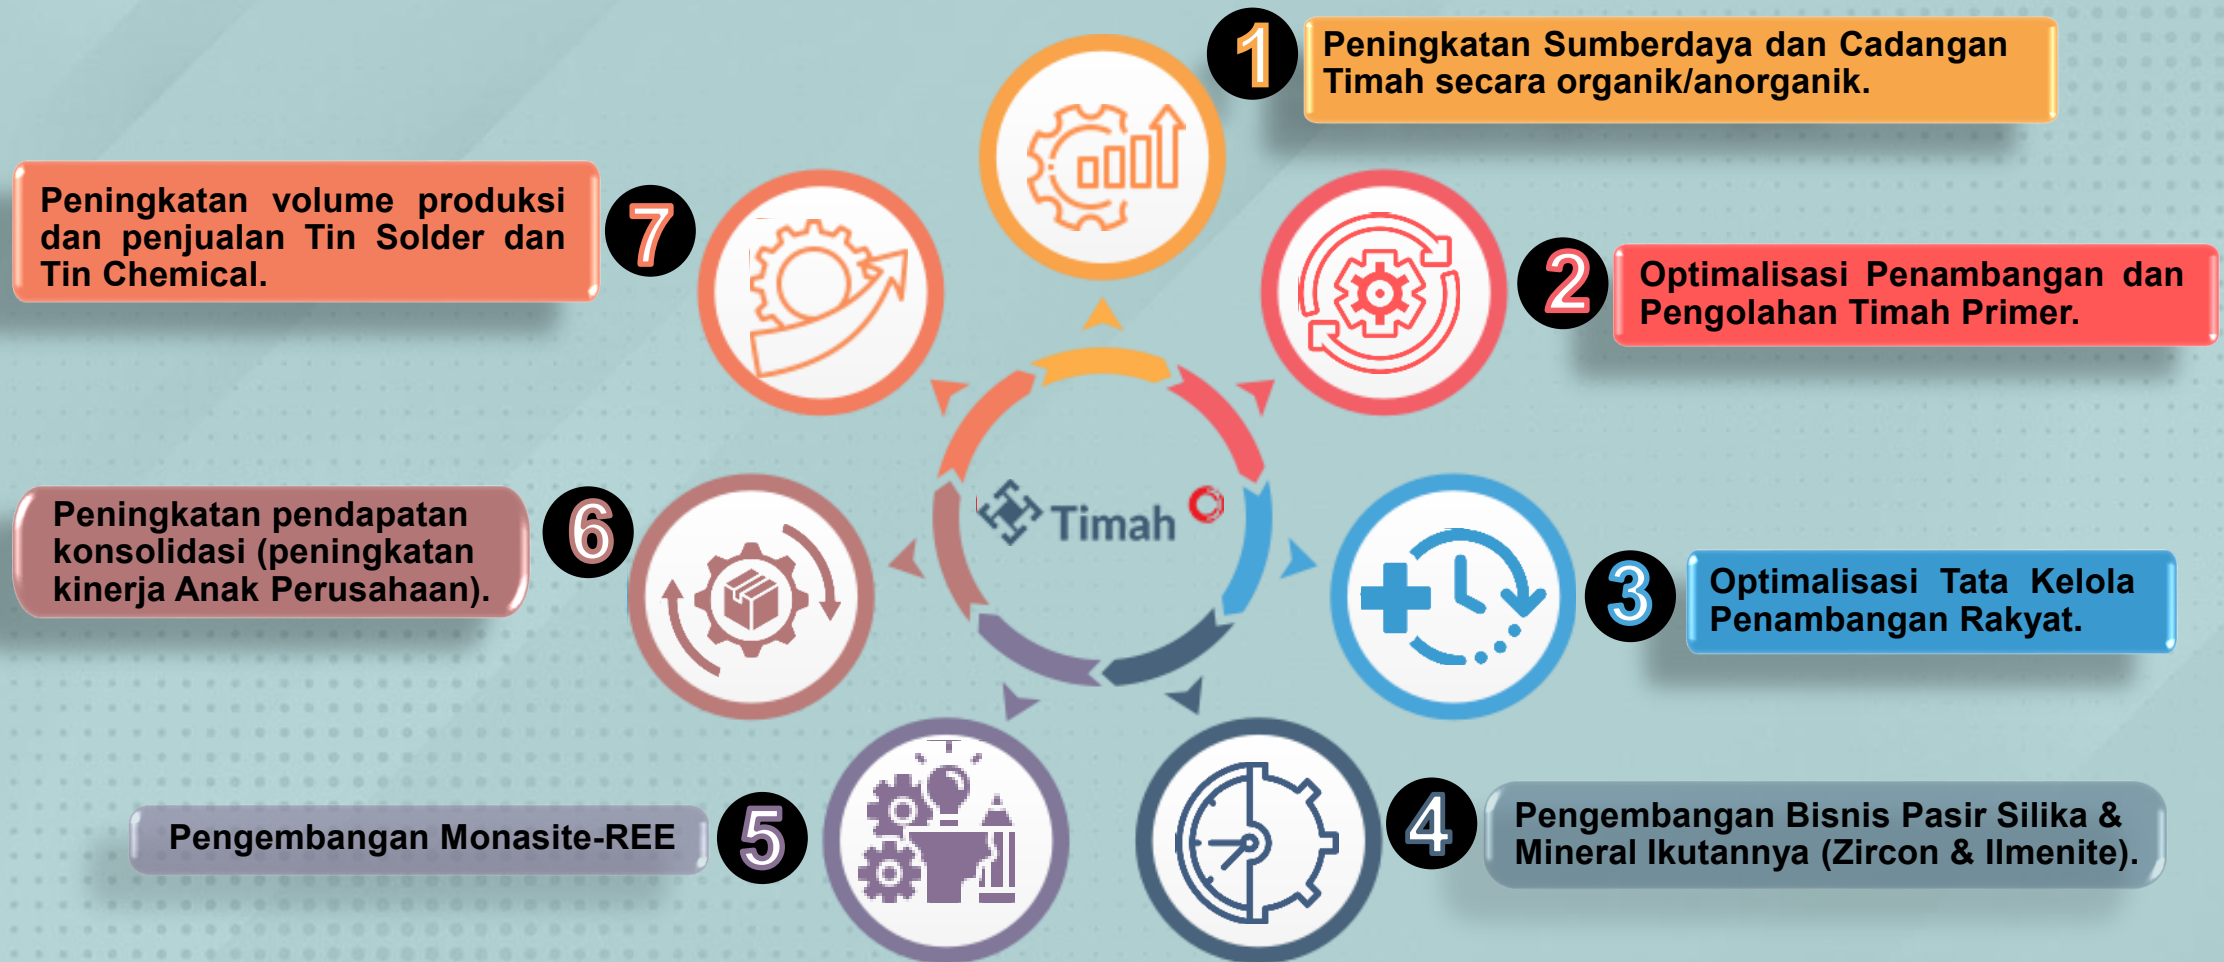 1
Peningkatan Sumberdaya dan Cadangan
Timah secara organik/anorganik.
2
Optimalisasi Penambangan dan
Pengolahan Timah Primer.
3
Optimalisasi Tata Kelola
Penambangan Rakyat.
4
Pengembangan Bisnis Pasir Silika &
Mineral Ikutannya (Zircon & Ilmenite).
5
Pengembangan Monasite-REE
6
Peningkatan pendapatan
konsolidasi (peningkatan
kinerja Anak Perusahaan).
7
Peningkatan volume produksi
dan penjualan Tin Solder dan
Tin Chemical.
Timah